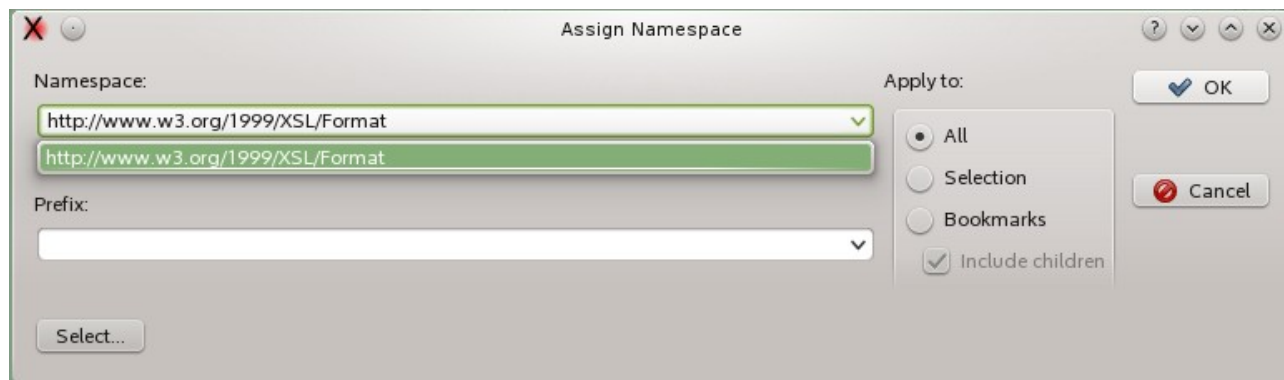 Assign Namespace
Namespace:
http://www.w3.org/1999/XSL/Format
http://www.w3.org/1999/XSL/Format
Prefix:
Select...
Apply to:
All
Selection
Bookmarks
Include children
OK
Cancel